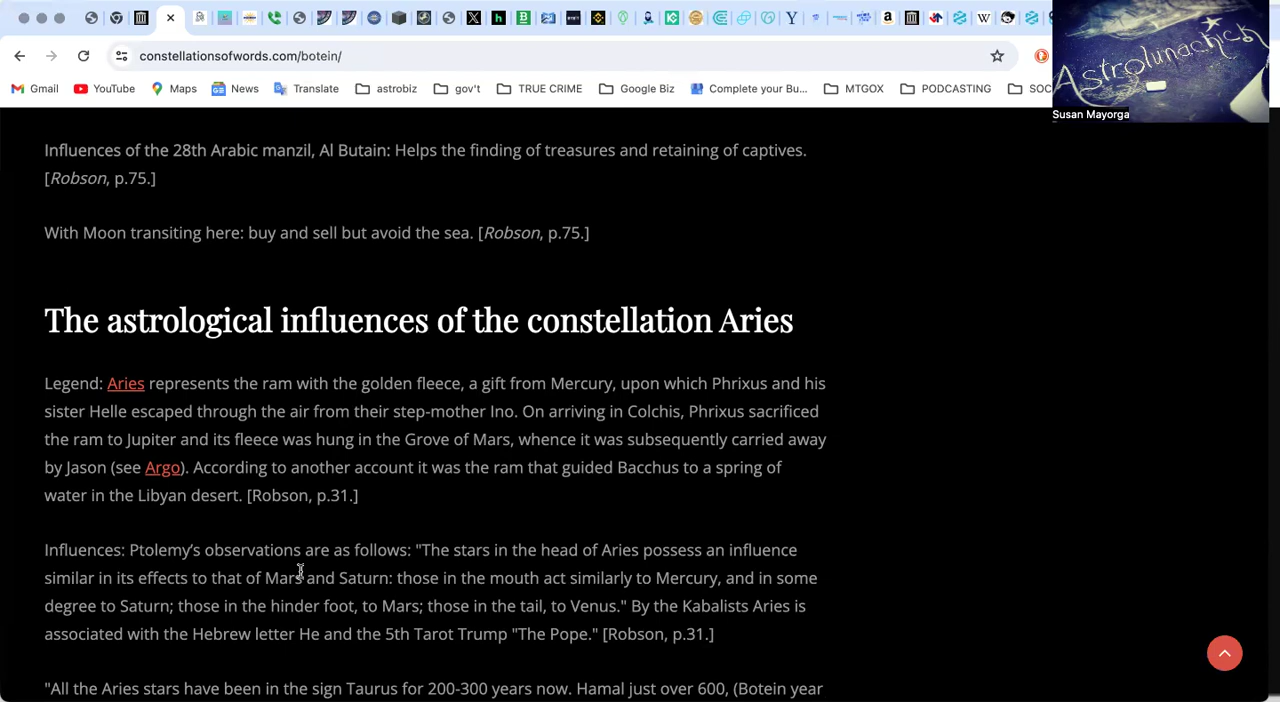 constellationsofwords.com/botein/
Gmail YouTube Maps News Translate astrobiz gov't TRUE CRIME Google Biz Complete your Bu... MTGOX PODCASTING SOC
Astrolunachick
Susan Mayorga
Influences of the 28th Arabic manzil, Al Butain: Helps the finding of treasures and retaining of captives.
[Robson, p.75.]
With Moon transiting here: buy and sell but avoid the sea. [Robson, p.75.]
The astrological influences of the constellation Aries
Legend: Aries represents the ram with the golden fleece, a gift from Mercury, upon which Phrixus and his
sister Helle escaped through the air from their step-mother Ino. On arriving in Colchis, Phrixus sacrificed
the ram to Jupiter and its fleece was hung in the Grove of Mars, whence it was subsequently carried away
by Jason (see Argo). According to another account it was the ram that guided Bacchus to a spring of
water in the Libyan desert. [Robson, p.31.]
Influences: Ptolemy’s observations are as follows: "The stars in the head of Aries possess an influence
similar in its effects to that of Mars and Saturn: those in the mouth act similarly to Mercury, and in some
degree to Saturn; those in the hinder foot, to Mars; those in the tail, to Venus." By the Kabalists Aries is
associated with the Hebrew letter He and the 5th Tarot Trump "The Pope." [Robson, p.31.]
"All the Aries stars have been in the sign Taurus for 200-300 years now. Hamal just over 600, (Botein year